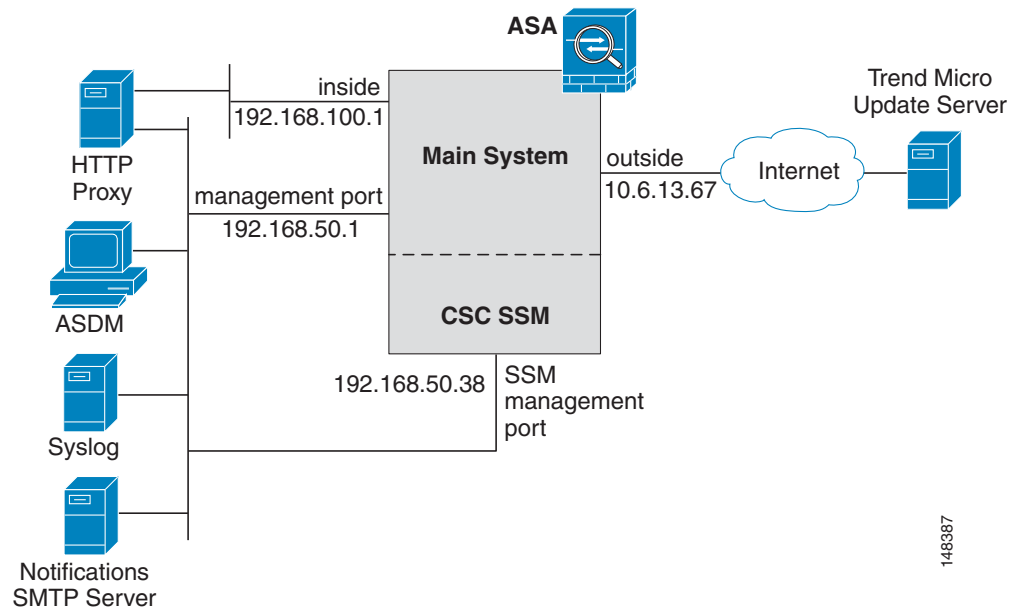 ASA
Trend Micro
Update Server
inside
192.168.100.1
HTTP
Proxy
Main System
outside
10.6.13.67
Internet
management port
192.168.50.1
ASDM
CSC SSM
192.168.50.38
SSM
management
port
Syslog
Notifications
SMTP Server
148387